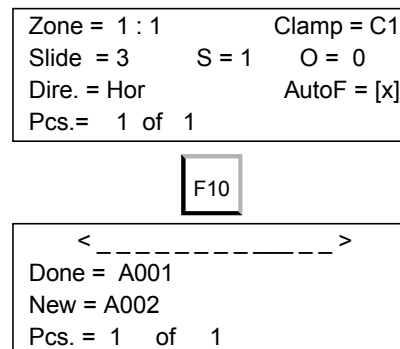 Zone = 1 : 1 Clamp = C1
Slide = 3 S = 1 O = 0
Dire. = Hor AutoF = [x]
Pcs.= 1 of 1
F10
< _ _ _ _ _ _ _ _ _ ___ _ _ >
Done = A001
New = A002
Pcs. = 1 of 1